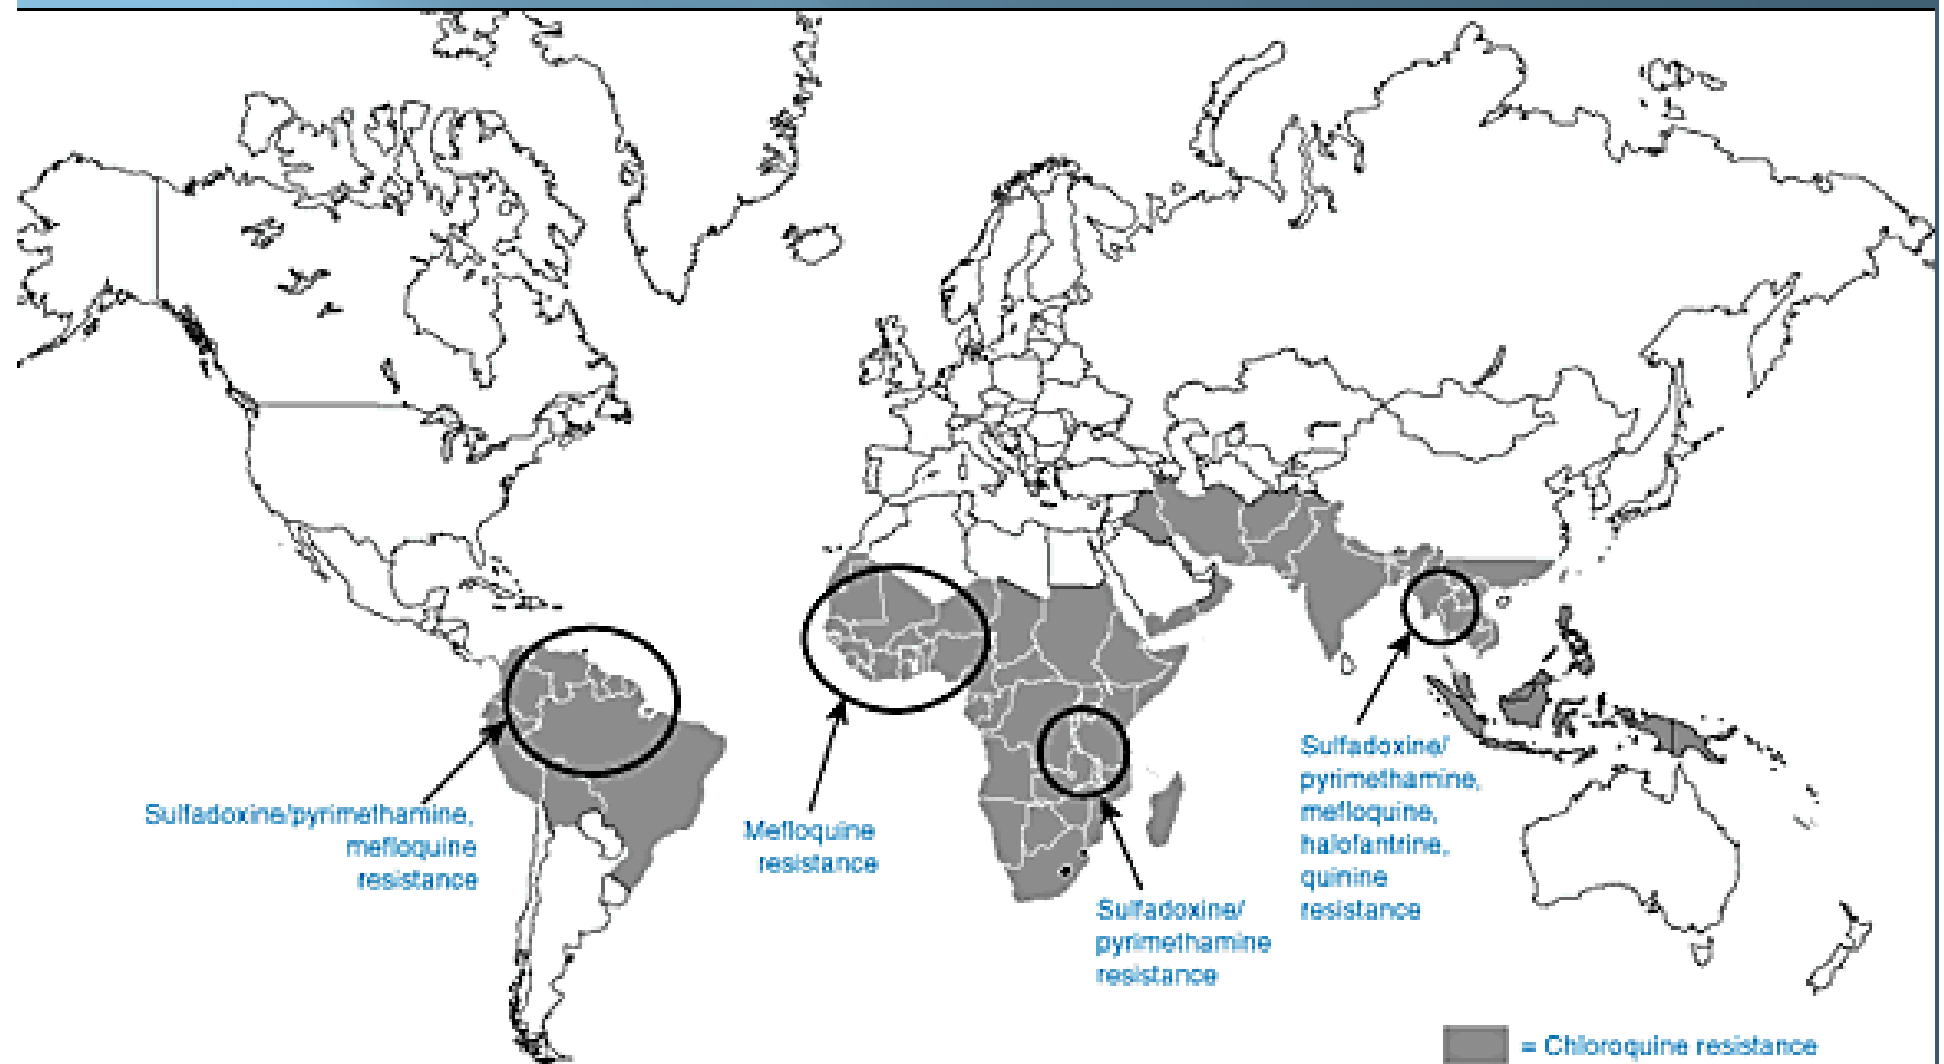 Sulfadoxine/pyrimethamine,
mefloquine
resistance
Mefloquine
resistance
Sulfadoxine/
pyrimethamine
resistance
Sulfadoxine/
pyrimethamine,
mefloquine,
halofantrine,
quinine
resistance
= Chloroquine resistance